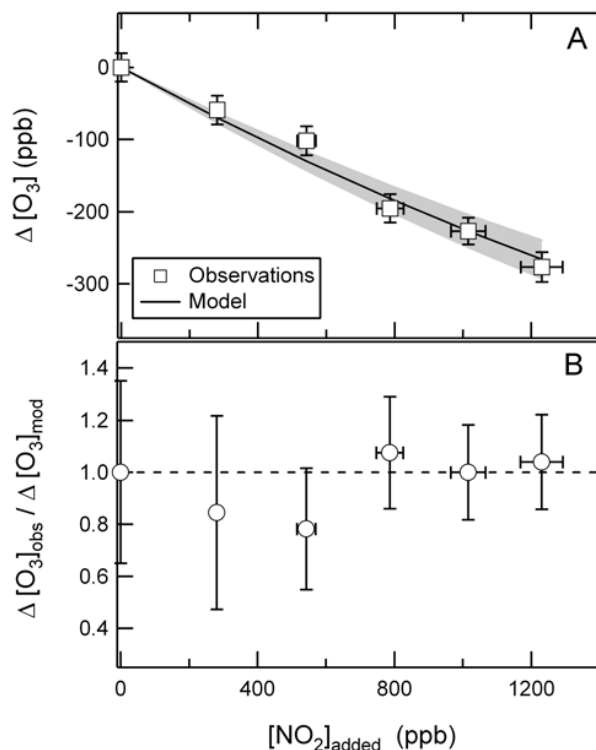 A
Δ [O3] (ppb)
0
-100
-200
-300
Observations
Model
B
Δ [O3]obs / Δ [O3]mod
1.4
1.2
1.0
0.8
0.6
0.4
0 400 800 1200
[NO2]added (ppb)